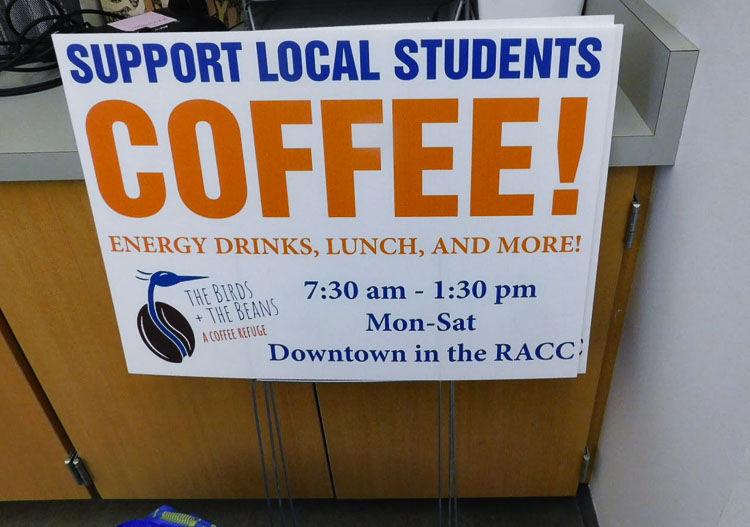 SUPPORT LOCAL STUDENTS
COFFEE!
ENERGY DRINKS, LUNCH, AND MORE!
THE BIRDS
+ THE BEANS
A COFFEE REFUGE
7:30 am - 1:30 pm
Mon-Sat
Downtown in the RACC